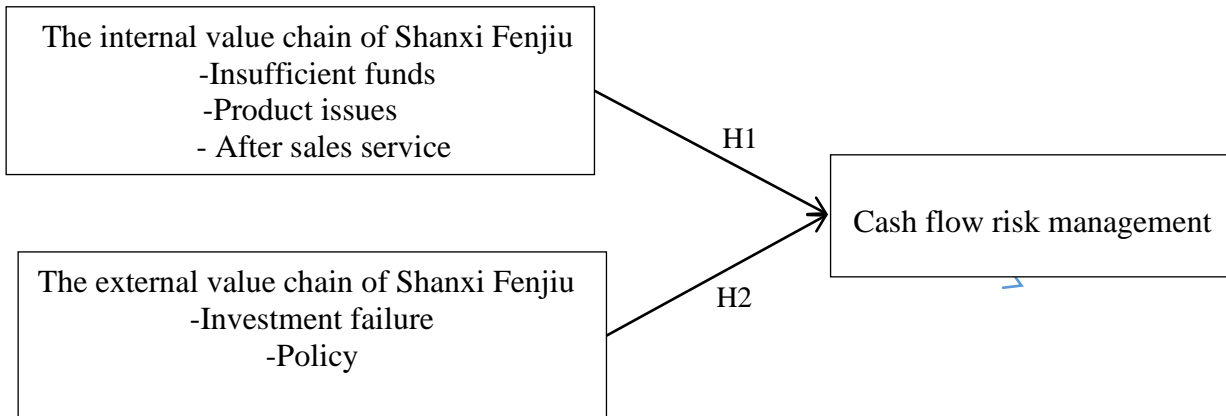 The internal value chain of Shanxi Fenjiu
-Insufficient funds
-Product issues
- After sales service
H1
Cash flow risk management
The external value chain of Shanxi Fenjiu
-Investment failure
-Policy
H2